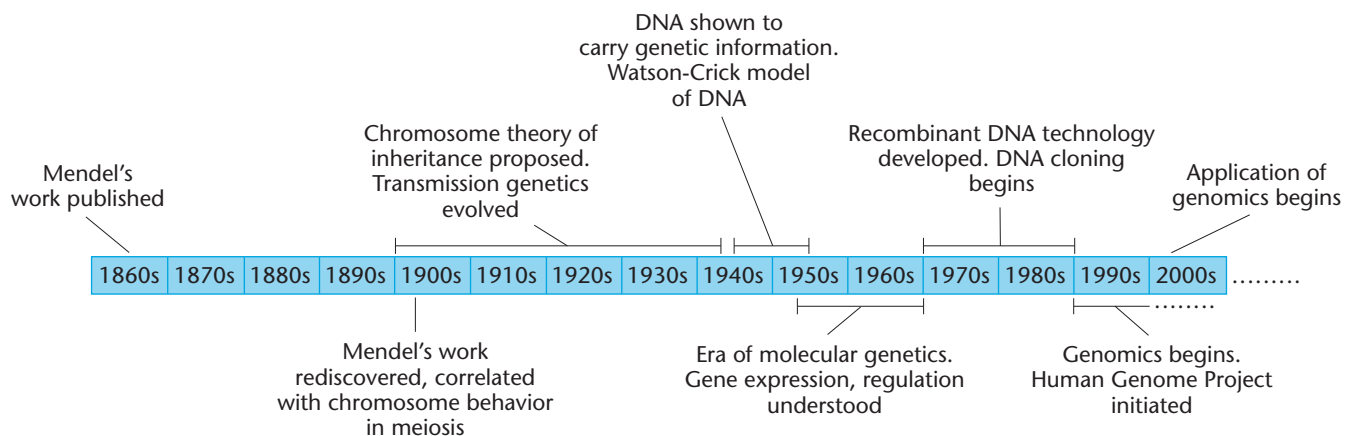 DNA shown to
carry genetic information.
Watson-Crick model
of DNA
Chromosome theory of
inheritance proposed.
Transmission genetics
evolved
Recombinant DNA technology
developed. DNA cloning
begins
Mendel’s
work published
Application of
genomics begins
1860s 1870s 1880s 1890s 1900s 1910s 1920s 1930s 1940s 1950s 1960s 1970s 1980s 1990s 2000s .........
........
Mendel’s work
rediscovered, correlated
with chromosome behavior
in meiosis
Era of molecular genetics.
Gene expression, regulation
understood
Genomics begins.
Human Genome Project
initiated